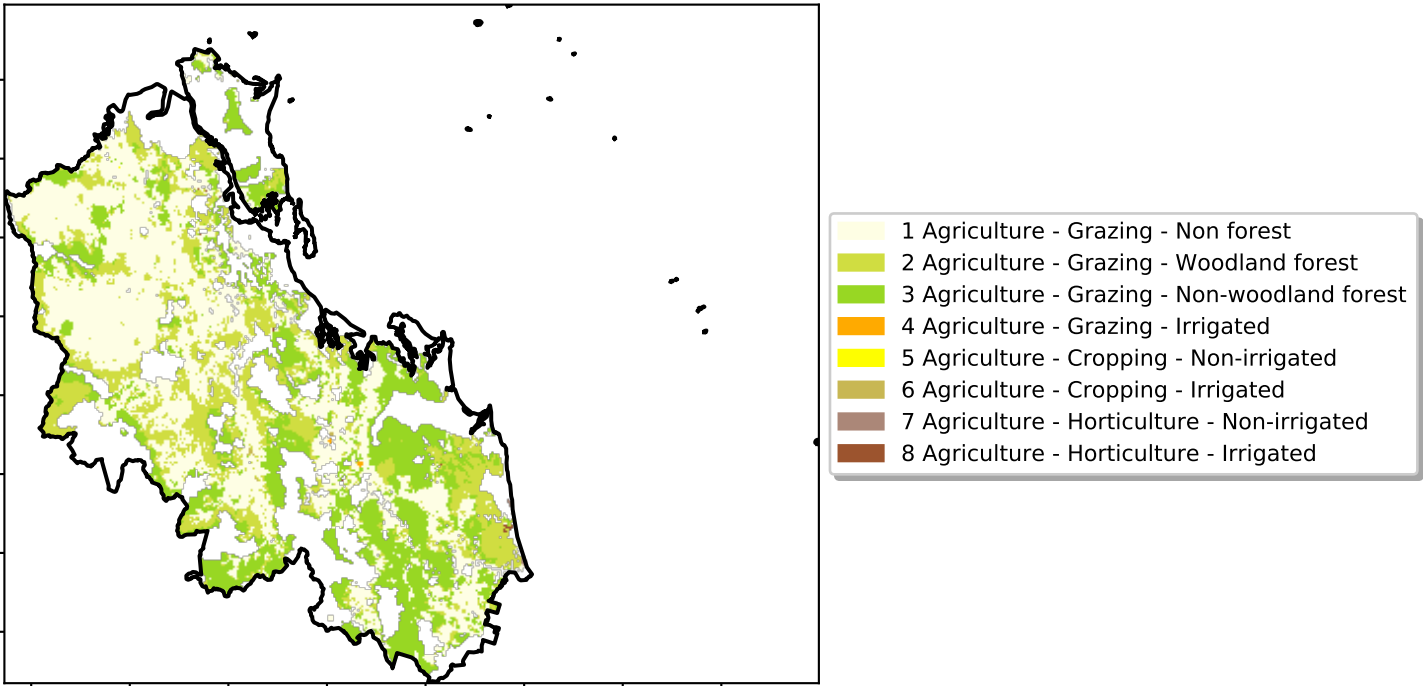 1 Agriculture - Grazing - Non forest
2 Agriculture - Grazing - Woodland forest
3 Agriculture - Grazing - Non-woodland forest
4 Agriculture - Grazing - Irrigated
5 Agriculture - Cropping - Non-irrigated
6 Agriculture - Cropping - Irrigated
7 Agriculture - Horticulture - Non-irrigated
8 Agriculture - Horticulture - Irrigated